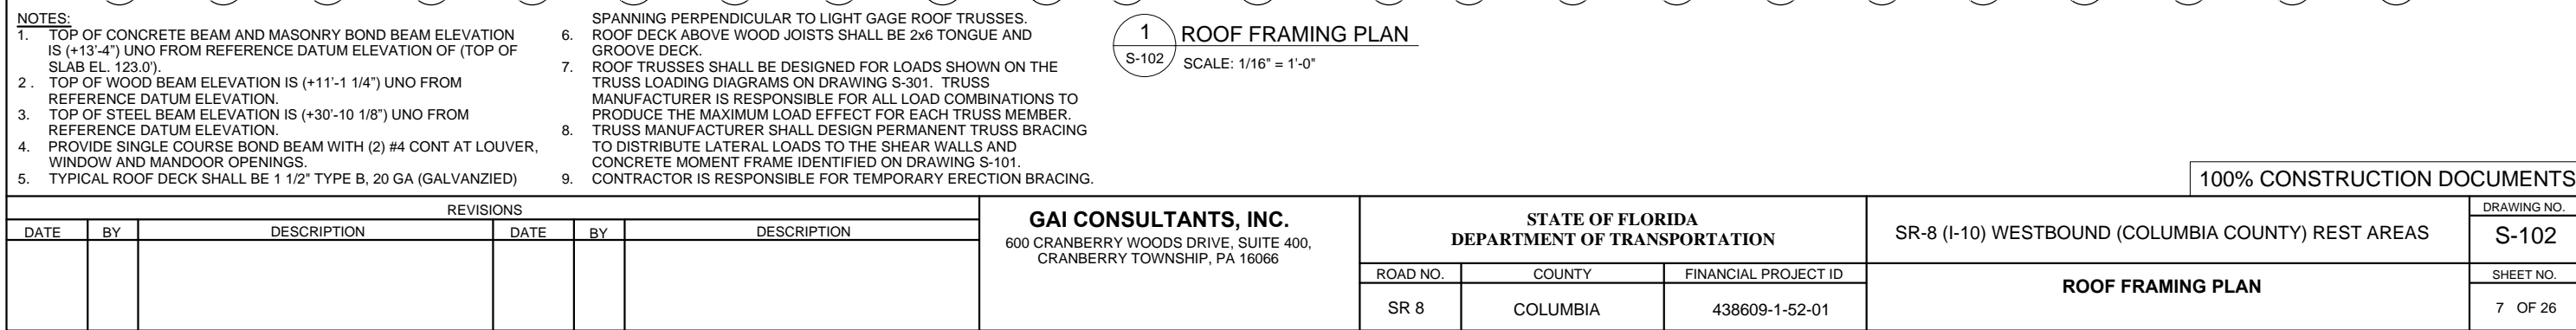 NOTES:
1. TOP OF CONCRETE BEAM AND MASONRY BOND BEAM ELEVATION
IS (+13'-4") UNO FROM REFERENCE DATUM ELEVATION OF (TOP OF
SLAB EL. 123.0').
2 . TOP OF WOOD BEAM ELEVATION IS (+11'-1 1/4") UNO FROM
REFERENCE DATUM ELEVATION.
3. TOP OF STEEL BEAM ELEVATION IS (+30'-10 1/8") UNO FROM
REFERENCE DATUM ELEVATION.
4. PROVIDE SINGLE COURSE BOND BEAM WITH (2) #4 CONT AT LOUVER,
WINDOW AND MANDOOR OPENINGS.
5. TYPICAL ROOF DECK SHALL BE 1 1/2" TYPE B, 20 GA (GALVANZIED)
SPANNING PERPENDICULAR TO LIGHT GAGE ROOF TRUSSES.
6. ROOF DECK ABOVE WOOD JOISTS SHALL BE 2x6 TONGUE AND
GROOVE DECK.
7. ROOF TRUSSES SHALL BE DESIGNED FOR LOADS SHOWN ON THE
TRUSS LOADING DIAGRAMS ON DRAWING S-301. TRUSS
MANUFACTURER IS RESPONSIBLE FOR ALL LOAD COMBINATIONS TO
PRODUCE THE MAXIMUM LOAD EFFECT FOR EACH TRUSS MEMBER.
8. TRUSS MANUFACTURER SHALL DESIGN PERMANENT TRUSS BRACING
TO DISTRIBUTE LATERAL LOADS TO THE SHEAR WALLS AND
CONCRETE MOMENT FRAME IDENTIFIED ON DRAWING S-101.
9. CONTRACTOR IS RESPONSIBLE FOR TEMPORARY ERECTION BRACING.
1
S-102
ROOF FRAMING PLAN
SCALE: 1/16" = 1'-0"
100% CONSTRUCTION DOCUMENTS
REVISIONS
DATE BY DESCRIPTION DATE BY DESCRIPTION
GAI CONSULTANTS, INC.
600 CRANBERRY WOODS DRIVE, SUITE 400,
CRANBERRY TOWNSHIP, PA 16066
STATE OF FLORIDA
DEPARTMENT OF TRANSPORTATION
ROAD NO. COUNTY FINANCIAL PROJECT ID
SR 8 COLUMBIA 438609-1-52-01
SR-8 (I-10) WESTBOUND (COLUMBIA COUNTY) REST AREAS
ROOF FRAMING PLAN
DRAWING NO.
S-102
SHEET NO.
7 OF 26